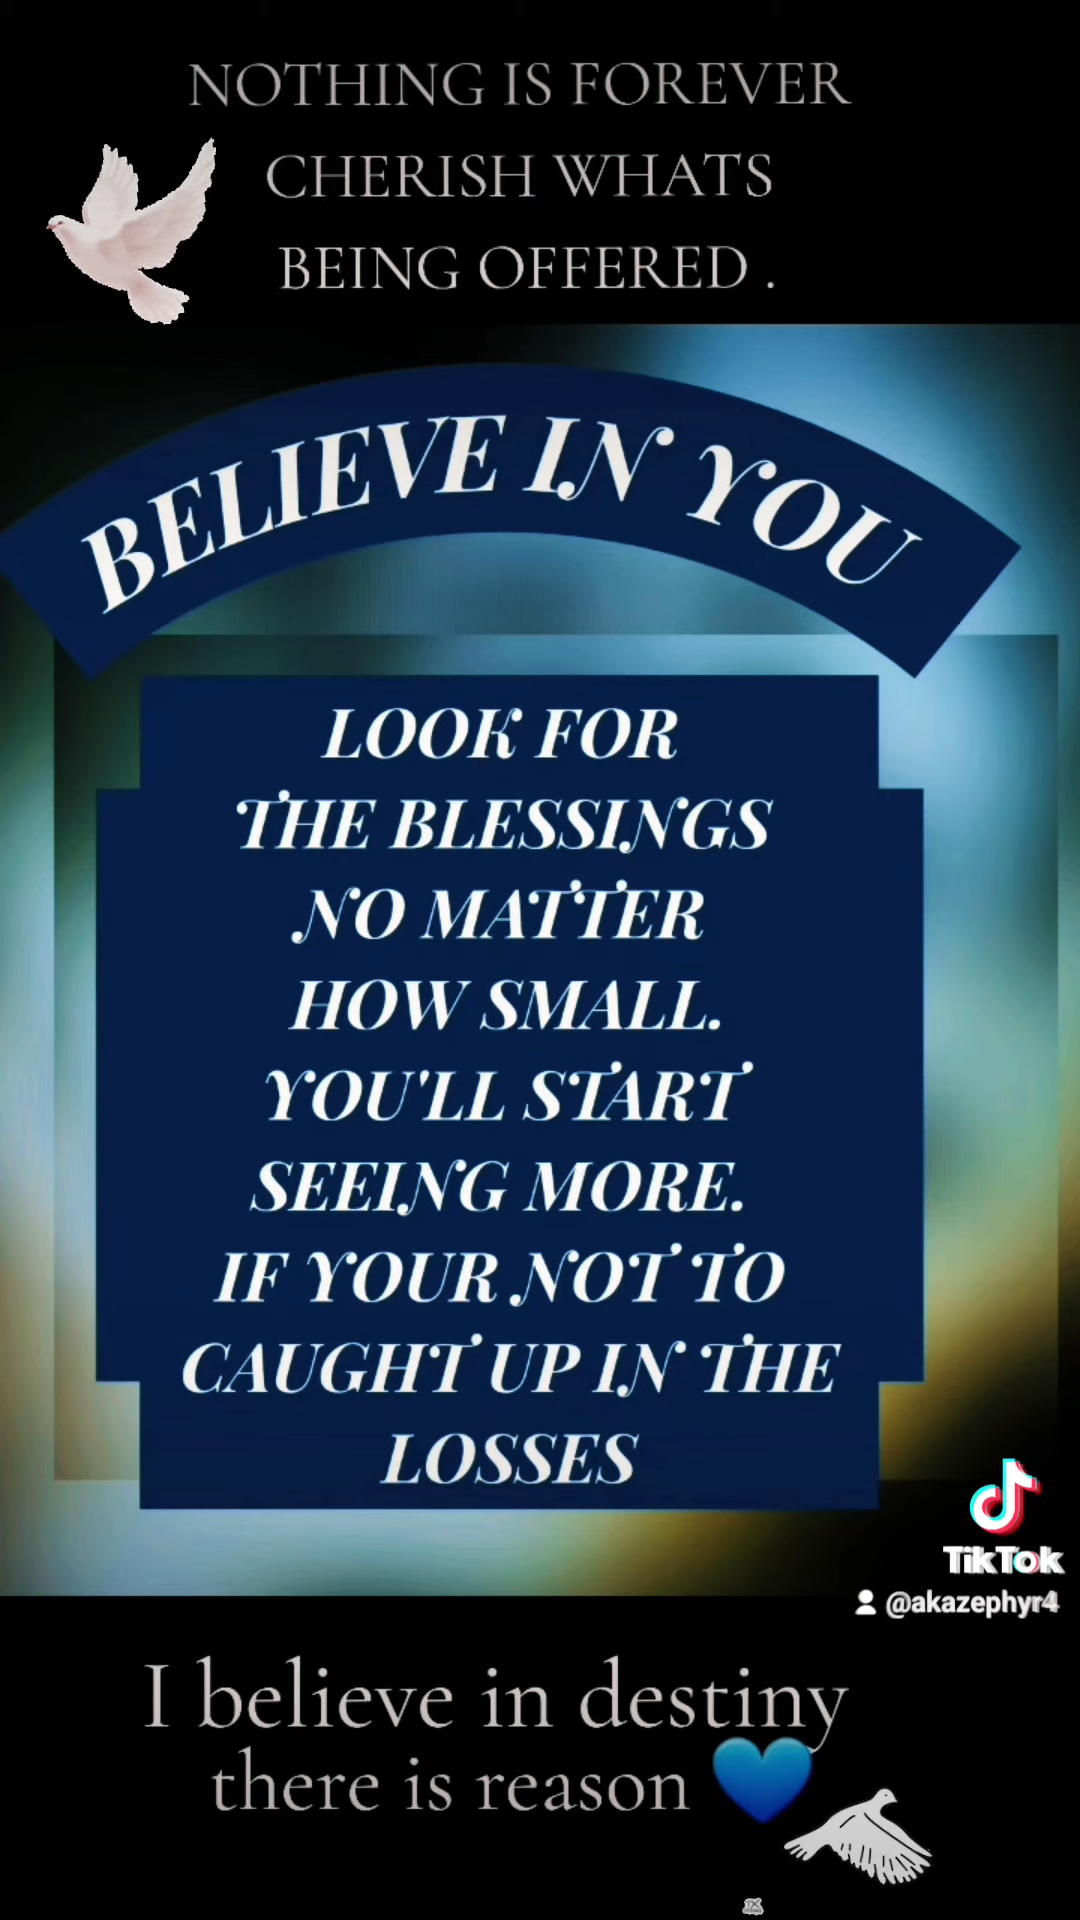 NOTHING IS FOREVER
CHERISH WHATS
BEING OFFERED .
BELIEVE IN YOU
LOOK FOR
THE BLESSINGS
NO MATTER
HOW SMALL.
YOU'LL START
SEEING MORE.
IF YOUR NOT TO
CAUGHT UP IN THE
LOSSES
TikTok
@akazephyr4
I believe in destiny
there is reason 💙